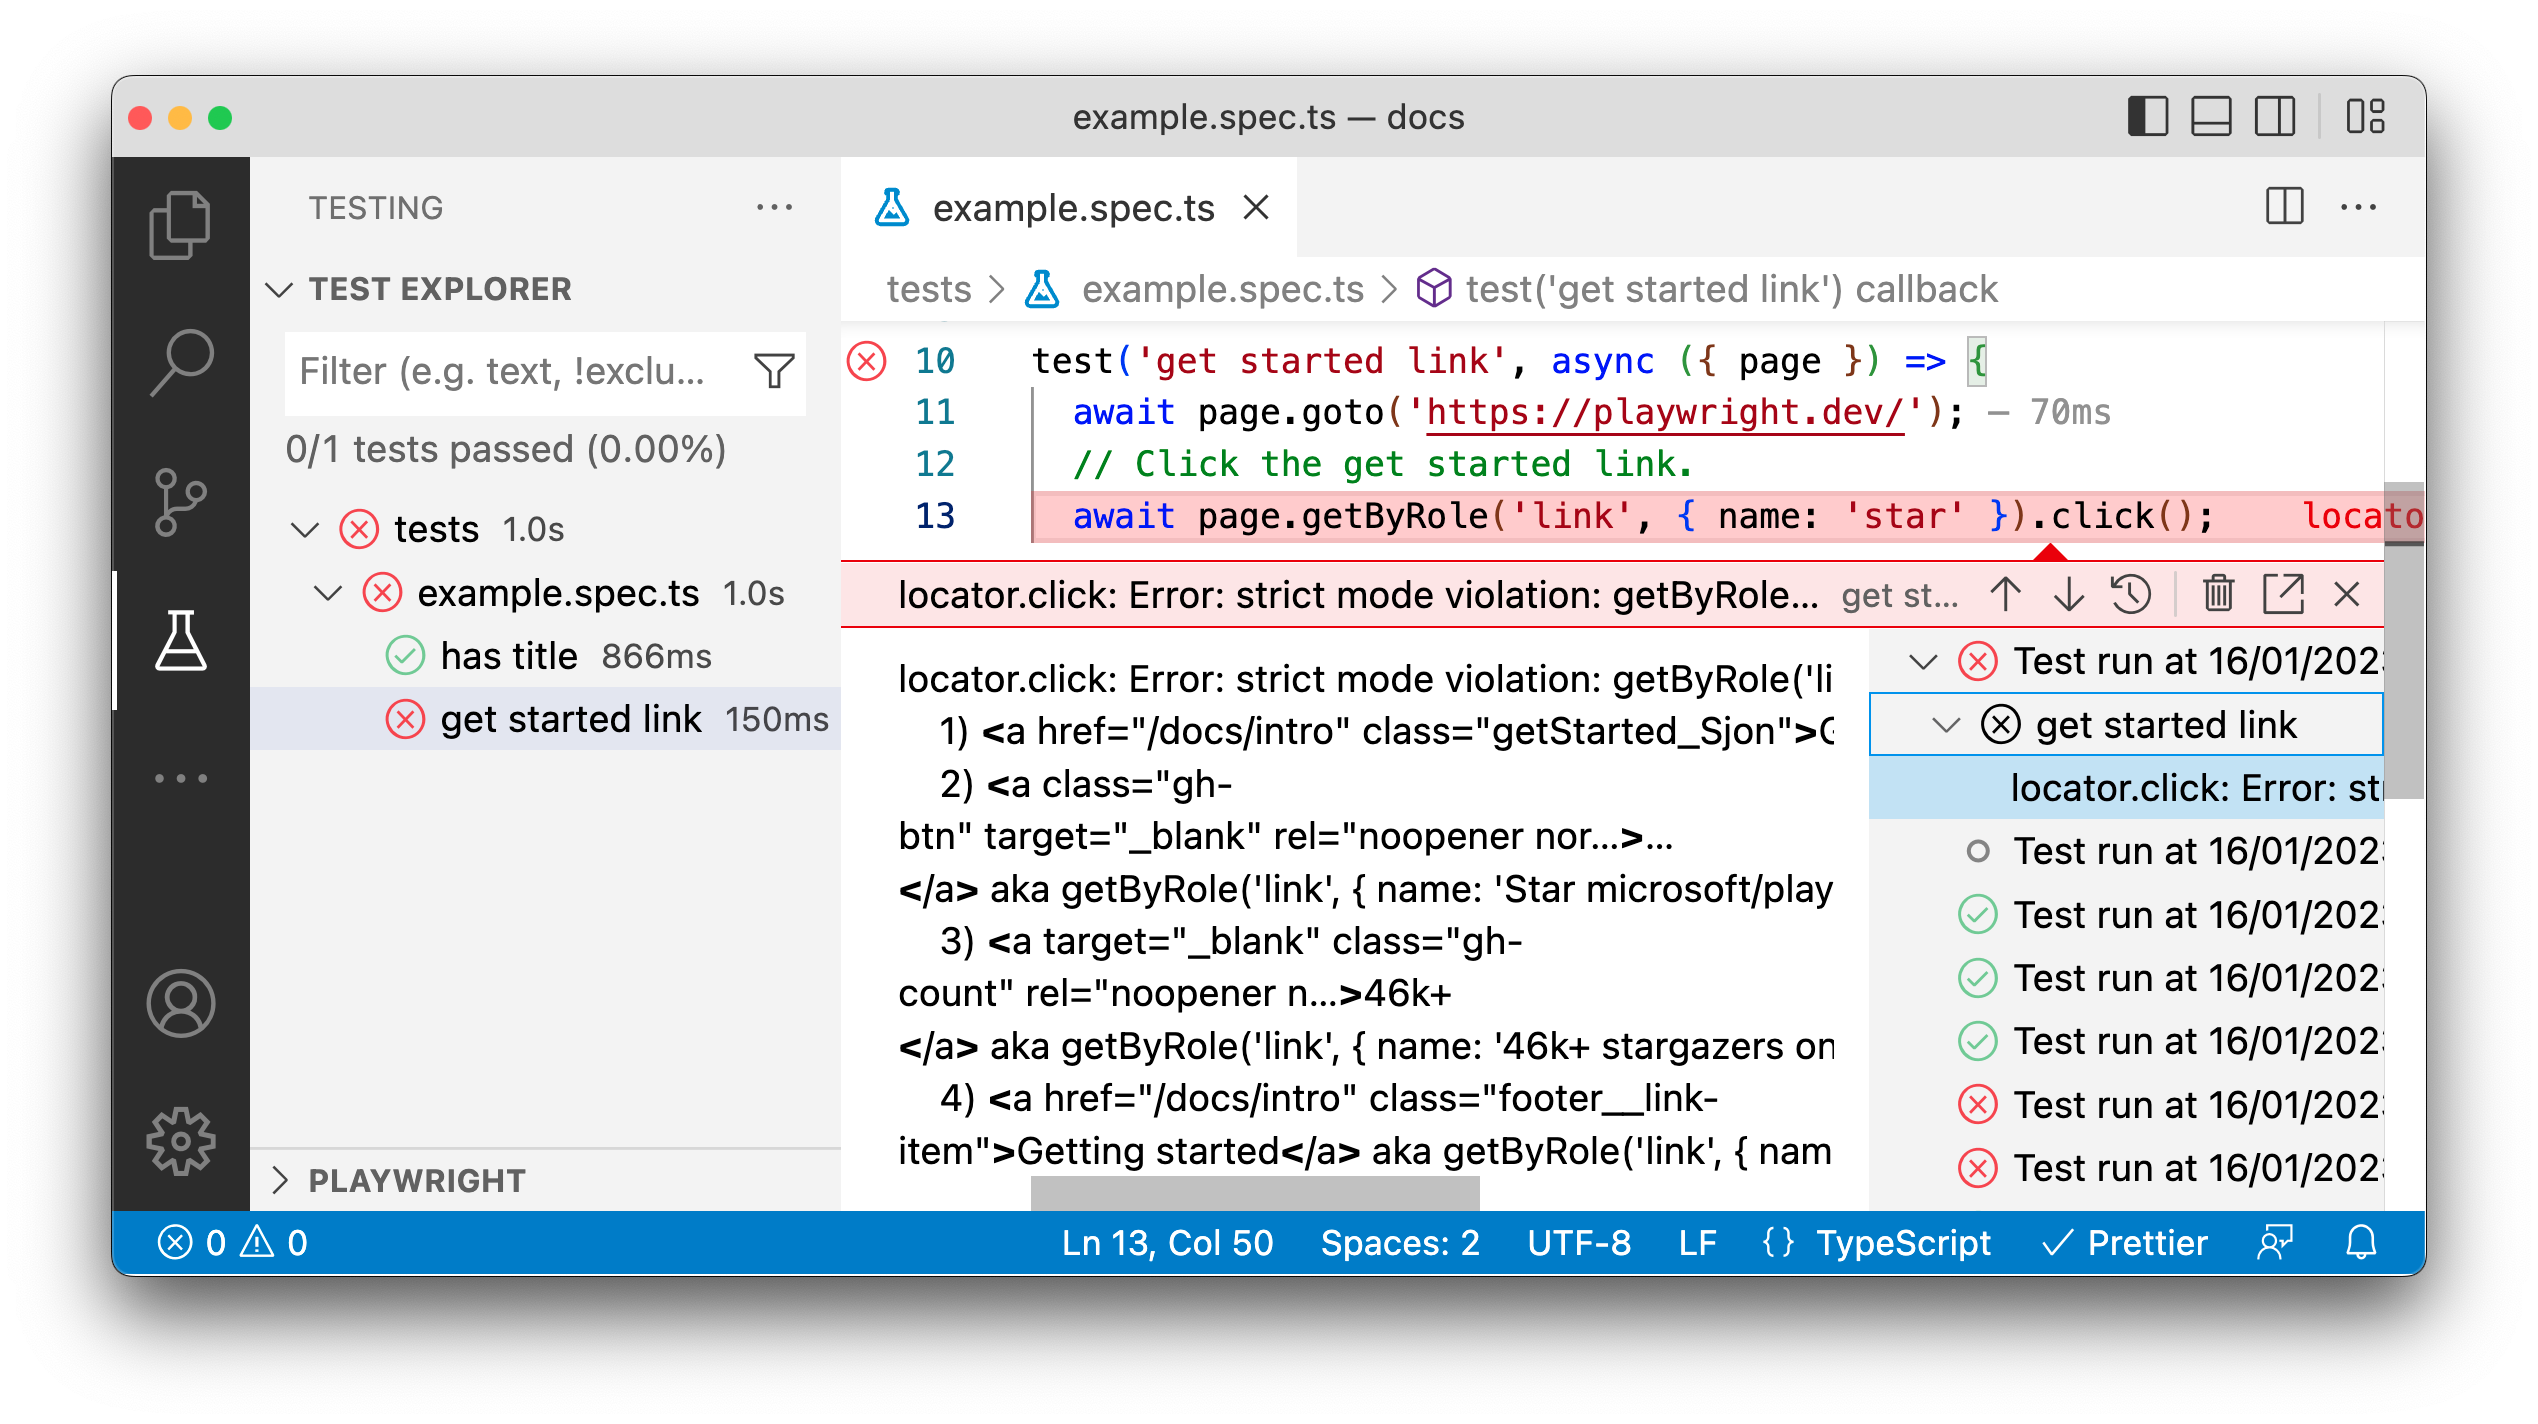 example.spec.ts — docs
TESTING
TEST EXPLORER
Filter (e.g. text, !exclu...
0/1 tests passed (0.00%)
tests 1.0s
example.spec.ts 1.0s
has title 866ms
get started link 150ms
PLAYWRIGHT
example.spec.ts
tests > example.spec.ts > test('get started link') callback
10 test('get started link', async ({ page }) => {
11 await page.goto('https://playwright.dev/'); — 70ms
12 // Click the get started link.
13 await page.getByRole('link', { name: 'star' }).click(); locato
locator.click: Error: strict mode violation: getByRole... get st...
locator.click: Error: strict mode violation: getByRole('li
1) <a href="/docs/intro" class="getStarted_Sjon">G
2) <a class="gh-
btn" target="_blank" rel="noopener nor...>...
</a> aka getByRole('link', { name: 'Star microsoft/play
3) <a target="_blank" class="gh-
count" rel="noopener n...>46k+
</a> aka getByRole('link', { name: '46k+ stargazers on
4) <a href="/docs/intro" class="footer__link-
item">Getting started</a> aka getByRole('link', { nam
Test run at 16/01/2023
get started link
locator.click: Error: str
Test run at 16/01/2023
Test run at 16/01/2023
Test run at 16/01/2023
Test run at 16/01/2023
Test run at 16/01/2023
Test run at 16/01/2023
0 0
Ln 13, Col 50 Spaces: 2 UTF-8 LF {} TypeScript Prettier